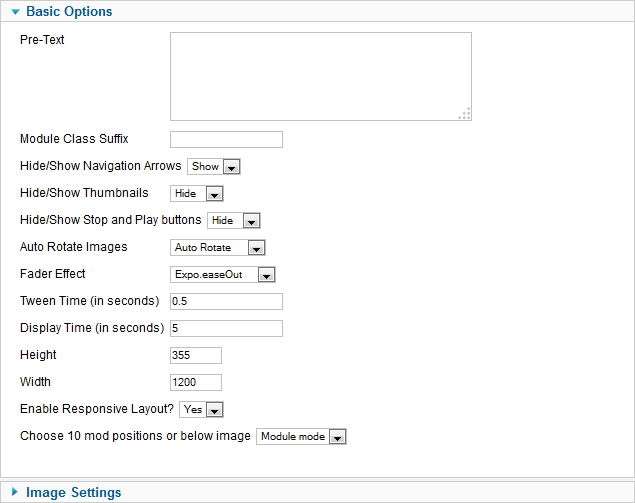 Basic Options
Pre-Text
Module Class Suffix
Hide/Show Navigation Arrows Show
Hide/Show Thumbnails Hide
Hide/Show Stop and Play buttons Hide
Auto Rotate Images Auto Rotate
Fader Effect Expo.easeOut
Tween Time (in seconds) 0.5
Display Time (in seconds) 5
Height 355
Width 1200
Enable Responsive Layout? Yes
Choose 10 mod positions or below image Module mode
Image Settings